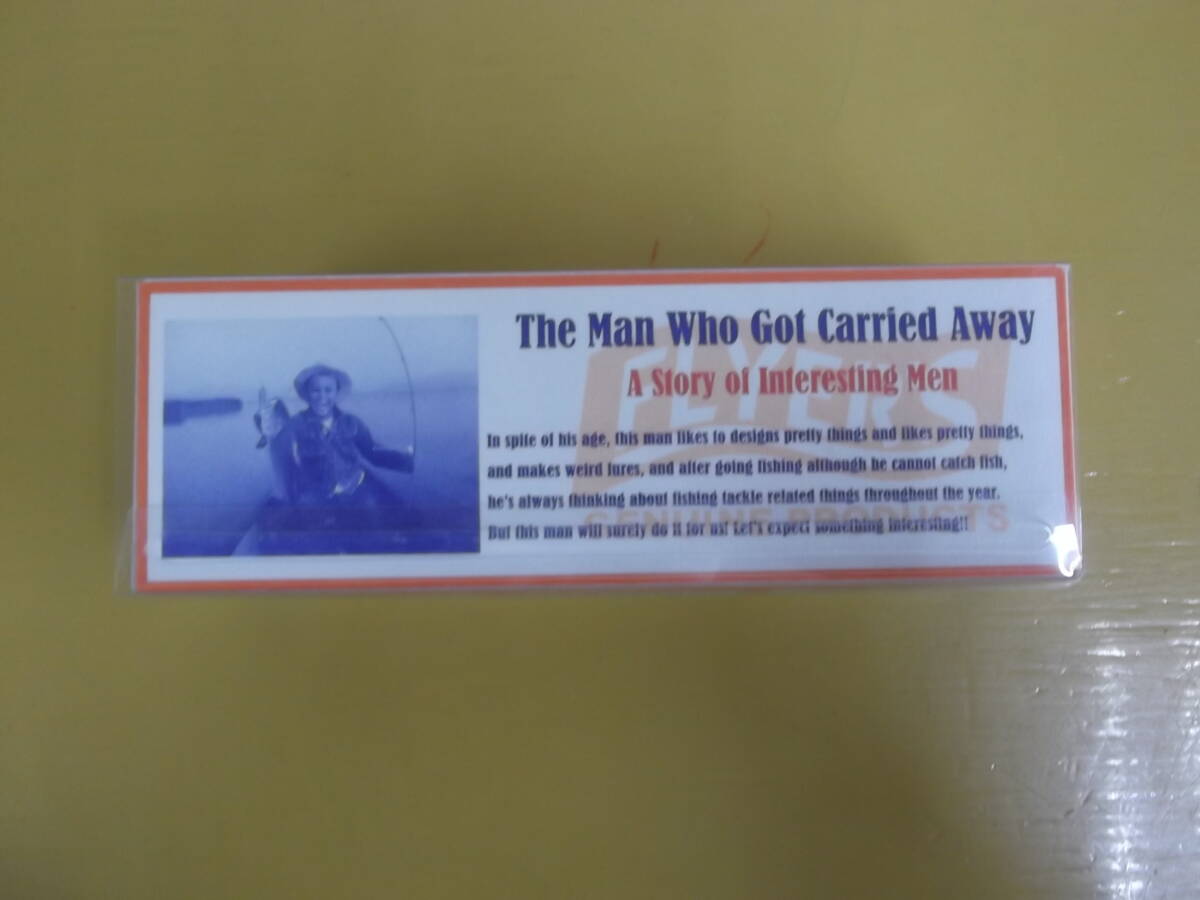 The Man Who Got Carried Away
A Story of Interesting Men
FLYERS
In spite of his age, this man likes to designs pretty things and likes pretty things,
and makes weird lures, and after going fishing although he cannot catch fish,
he's always thinking about fishing tackle related things throughout the year.
GENUINE PRODUCTS
But this man will surely do it for us! Let's expect something interesting!!